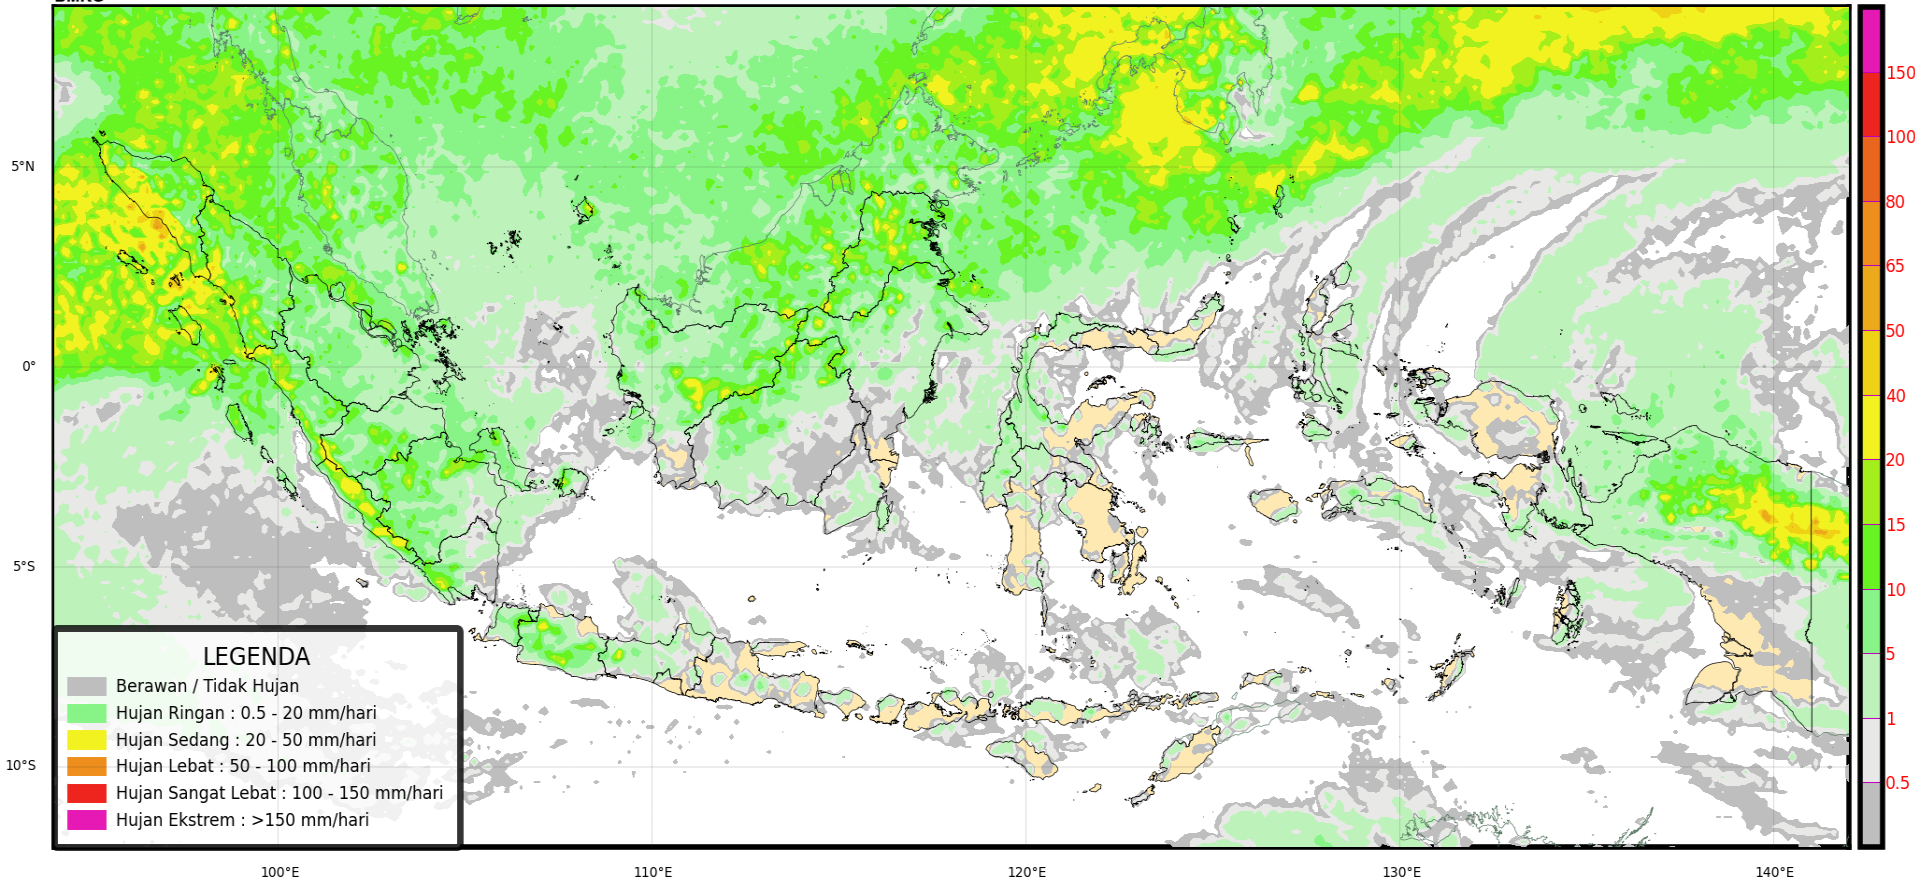 5°N
0°
5°S
10°S
LEGENDA
Berawan / Tidak Hujan
Hujan Ringan : 0.5 - 20 mm/hari
Hujan Sedang : 20 - 50 mm/hari
Hujan Lebat : 50 - 100 mm/hari
Hujan Sangat Lebat : 100 - 150 mm/hari
Hujan Ekstrem : >150 mm/hari
100°E
110°E
120°E
130°E
140°E
150
100
80
65
50
40
20
15
10
5
1
0.5